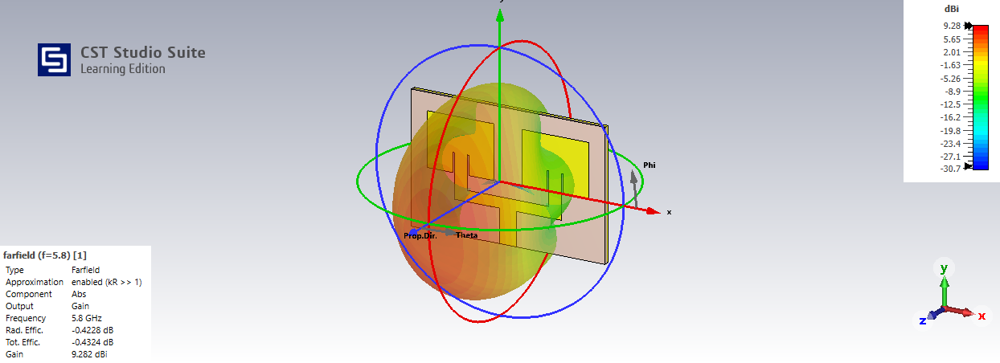 y
CST Studio Suite
Learning Edition
dBi
9.28
5.65
2.01
-1.63
-5.26
-8.9
-12.5
-16.2
-19.8
-23.4
-27.1
-30.7
Phi
x
Prop.Dir.
Theta
farfield (f=5.8) [1]
Type Farfield
Approximation enabled (kR >> 1)
Component Abs
Output Gain
Frequency 5.8 GHz
Rad. Effic. -0.4228 dB
Tot. Effic. -0.4324 dB
Gain 9.282 dBi
y
z
x